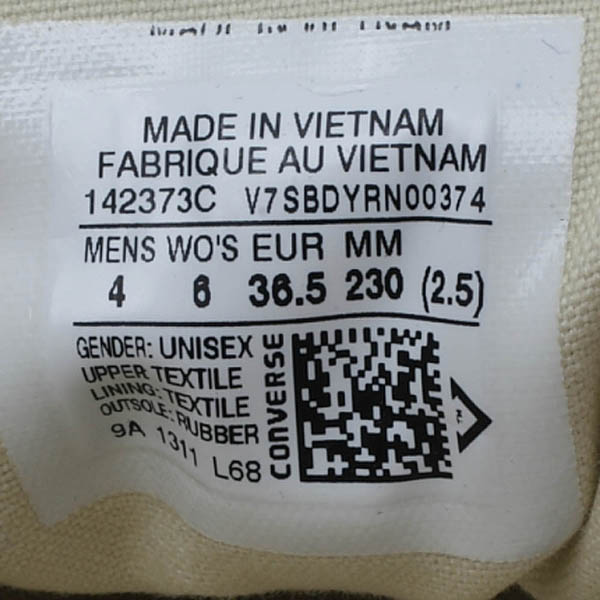 MADE IN VIETNAM
FABRIQUE AU VIETNAM
142373C V7SBDYRN00374
MENS WO'S EUR MM
4 6 36.5 230 (2.5)
GENDER: UNISEX
UPPER: TEXTILE
LINING: TEXTILE
OUTSOLE: RUBBER
9A 1311 L68
CONVERSE
TM